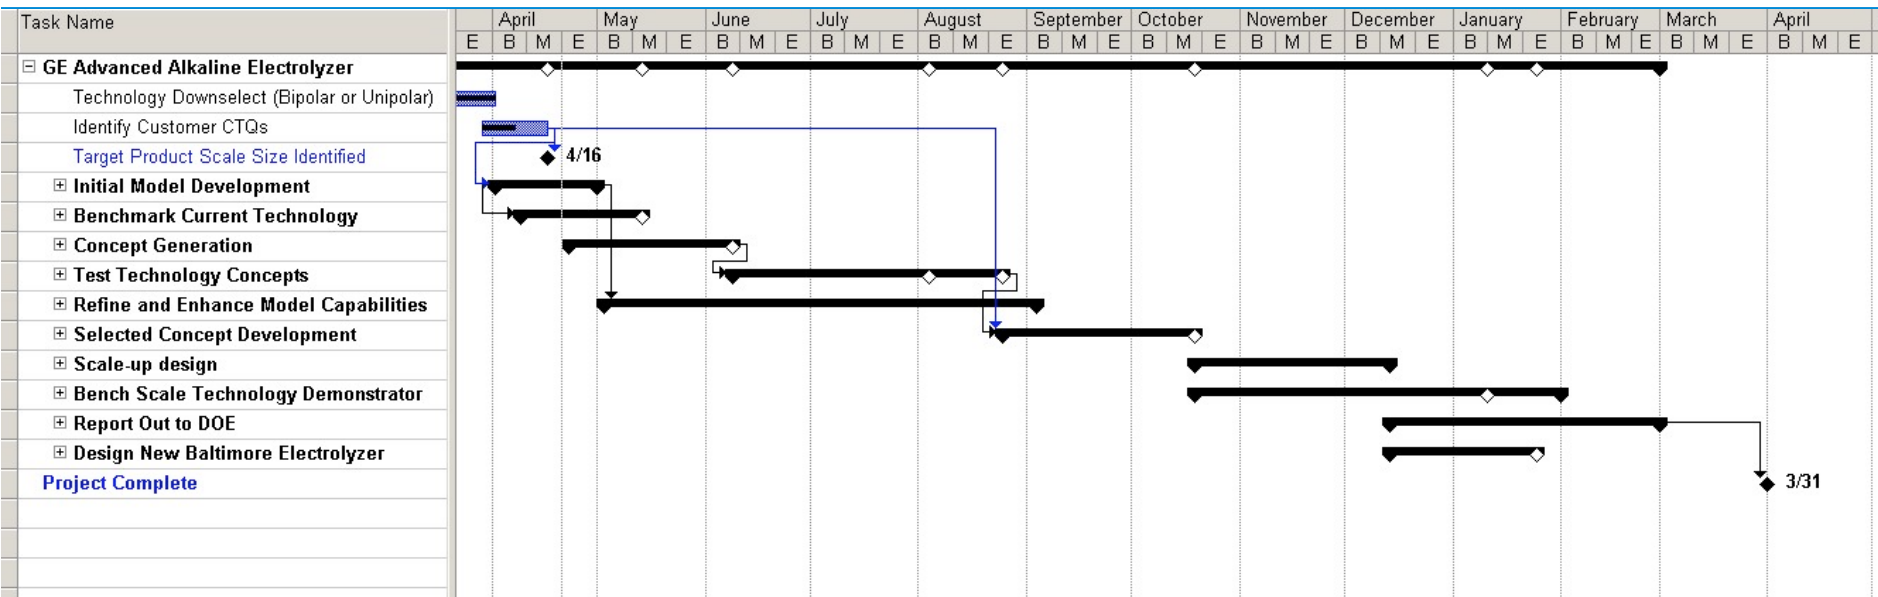 Task Name
April May June July August September October November December January February March April
E B M E B M E B M E B M E B M E B M E B M E B M E B M E B M E B M E B M E B M E
GE Advanced Alkaline Electrolyzer
Technology Downselect (Bipolar or Unipolar)
Identify Customer CTQs
Target Product Scale Size Identified 4/16
Initial Model Development
Benchmark Current Technology
Concept Generation
Test Technology Concepts
Refine and Enhance Model Capabilities
Selected Concept Development
Scale-up design
Bench Scale Technology Demonstrator
Report Out to DOE
Design New Baltimore Electrolyzer
Project Complete 3/31